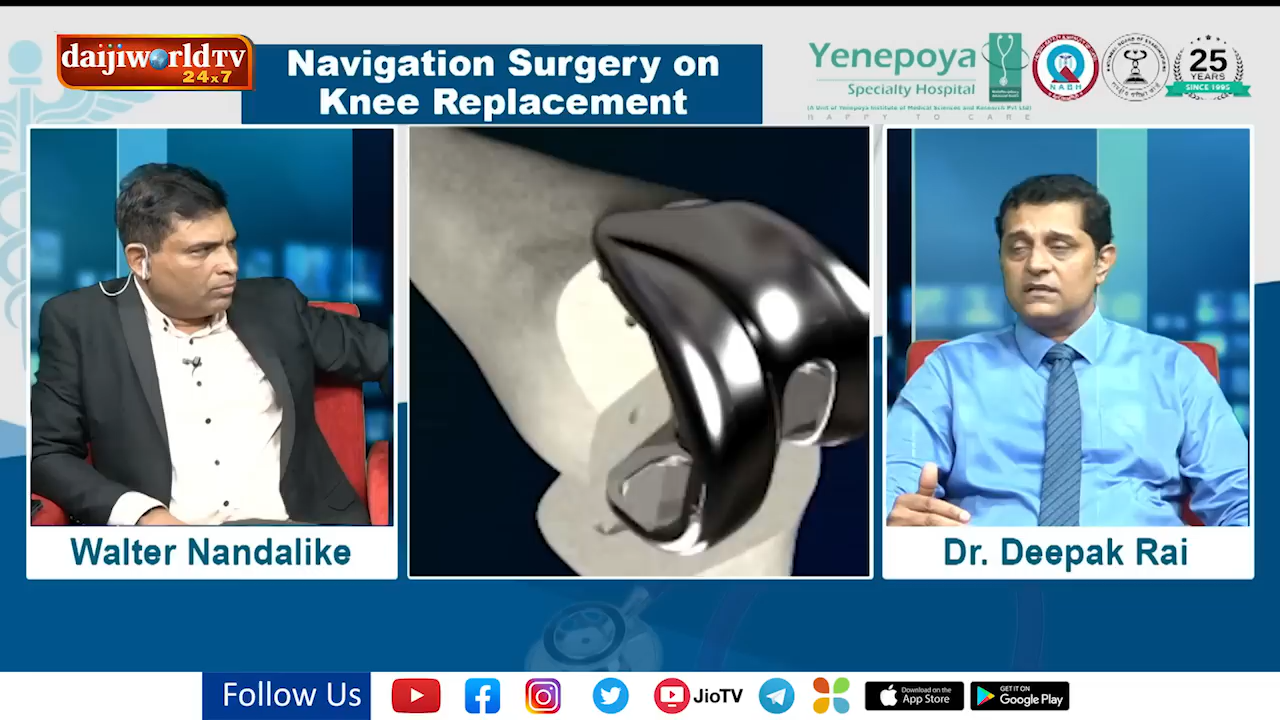 daijiworldTV
24x7
Navigation Surgery on
Knee Replacement
Yenepoya
Specialty Hospital
(A Unit of Yenepoya Institute of Medical Sciences and Research Pvt Ltd)
HAPPY TO CARE
NABH
25
YEARS
SINCE 1995
Walter Nandalike
Dr. Deepak Rai
Follow Us
JioTV
Download on the
App Store
GET IT ON
Google Play